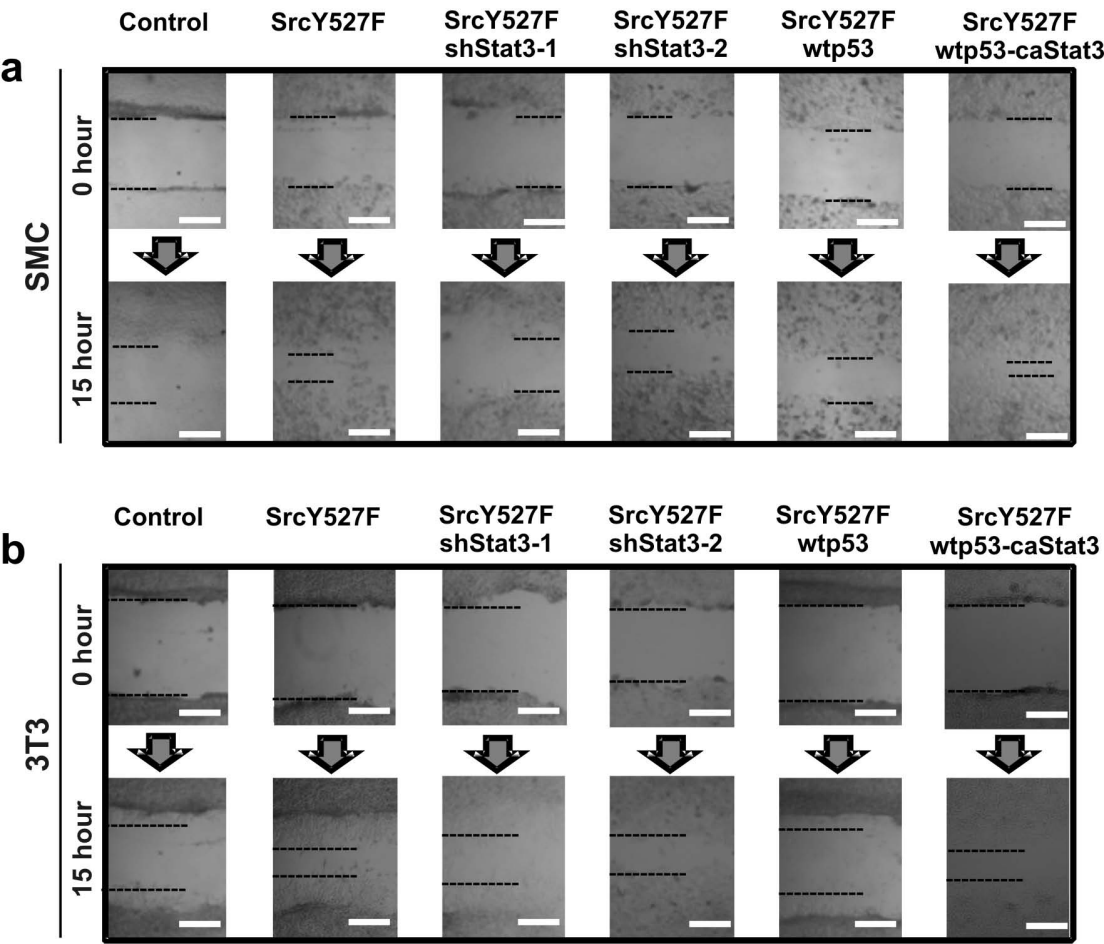 a
Control
SrcY527F
SrcY527F
shStat3-1
SrcY527F
shStat3-2
SrcY527F
wtp53
SrcY527F
wtp53-caStat3
SMC
0 hour
15 hour
b
Control
SrcY527F
SrcY527F
shStat3-1
SrcY527F
shStat3-2
SrcY527F
wtp53
SrcY527F
wtp53-caStat3
3T3
0 hour
15 hour